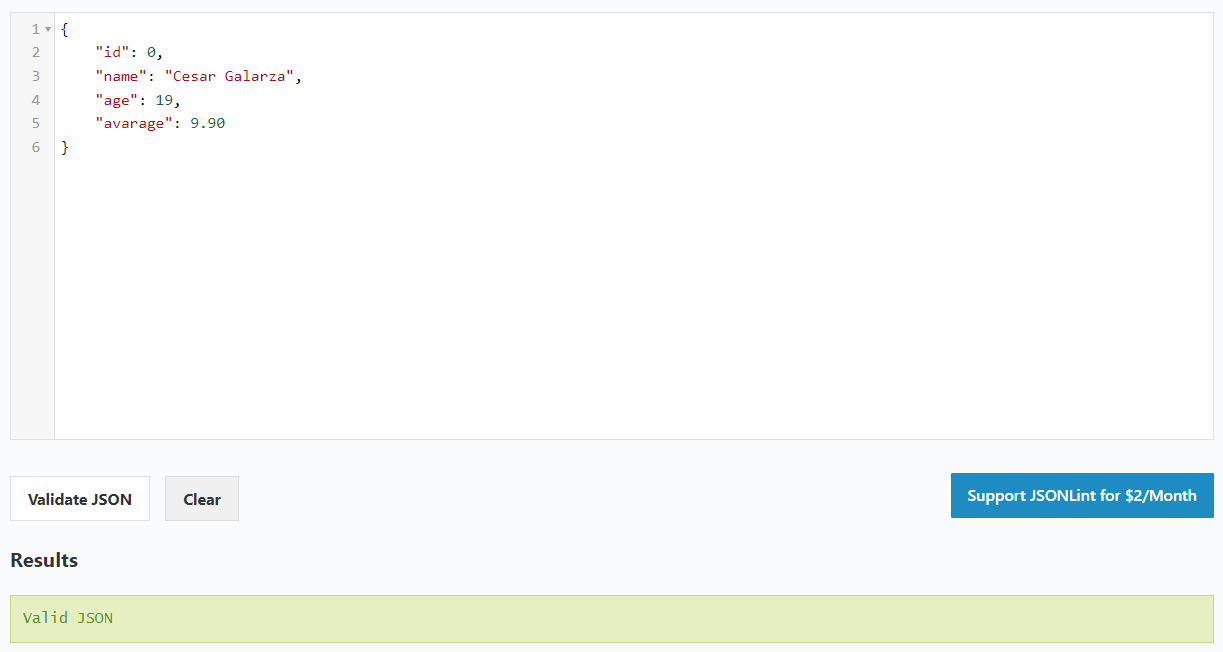 1 {
2 "id": 0,
3 "name": "Cesar Galarza",
4 "age": 19,
5 "avarage": 9.90
6 }
Validate JSON Clear Support JSONLint for $2/Month
Results
Valid JSON